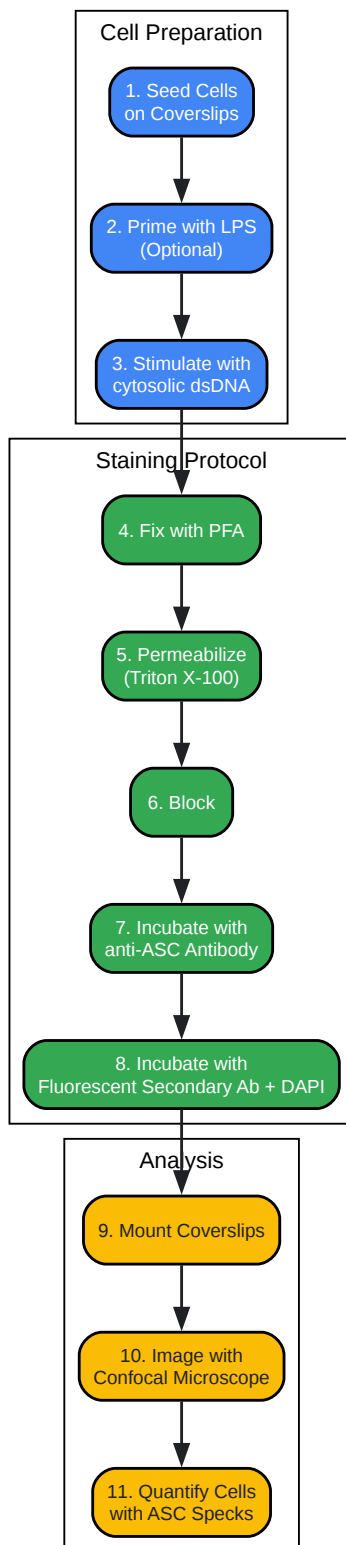 Cell Preparation
1. Seed Cells
on Coverslips
2. Prime with LPS
(Optional)
3. Stimulate with
cytosolic dsDNA
Staining Protocol
4. Fix with PFA
5. Permeabilize
(Triton X-100)
6. Block
7. Incubate with
anti-ASC Antibody
8. Incubate with
Fluorescent Secondary Ab + DAPI
Analysis
9. Mount Coverslips
10. Image with
Confocal Microscope
11. Quantify Cells
with ASC Specks